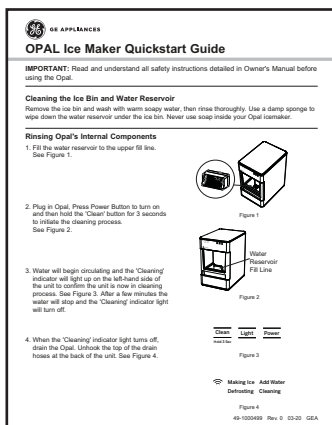 GE APPLIANCES
OPAL Ice Maker Quickstart Guide
IMPORTANT: Read and understand all safety instructions detailed in Owner's Manual before
using the Opal.
Cleaning the Ice Bin and Water Reservoir
Remove the ice bin and wash with warm soapy water, then rinse thoroughly. Use a damp sponge to
wipe down the water reservoir under the ice bin. Never use soap inside your Opal icemaker.
Rinsing Opal's Internal Components
1. Fill the water reservoir to the upper fill line.
See Figure 1.
Figure 1
2. Plug in Opal, Press Power Button to turn on
and then hold the 'Clean' button for 3 seconds
to initiate the cleaning process.
See Figure 2.
Water
Reservoir
Fill Line
Figure 2
3. Water will begin circulating and the 'Cleaning'
indicator will light up on the left-hand side of
the unit to confirm the unit is now in cleaning
process. See Figure 3. After a few minutes the
water will stop and the 'Cleaning' indicator light
will turn off.
Clean Light Power
Hold 3 Sec
Figure 3
4. When the 'Cleaning' indicator light turns off,
drain the Opal. Unhook the top of the drain
hoses at the back of the unit. See Figure 4.
Making Ice Add Water
Defrosting Cleaning
Figure 4
49-1000499 Rev. 0 03-20 GEA